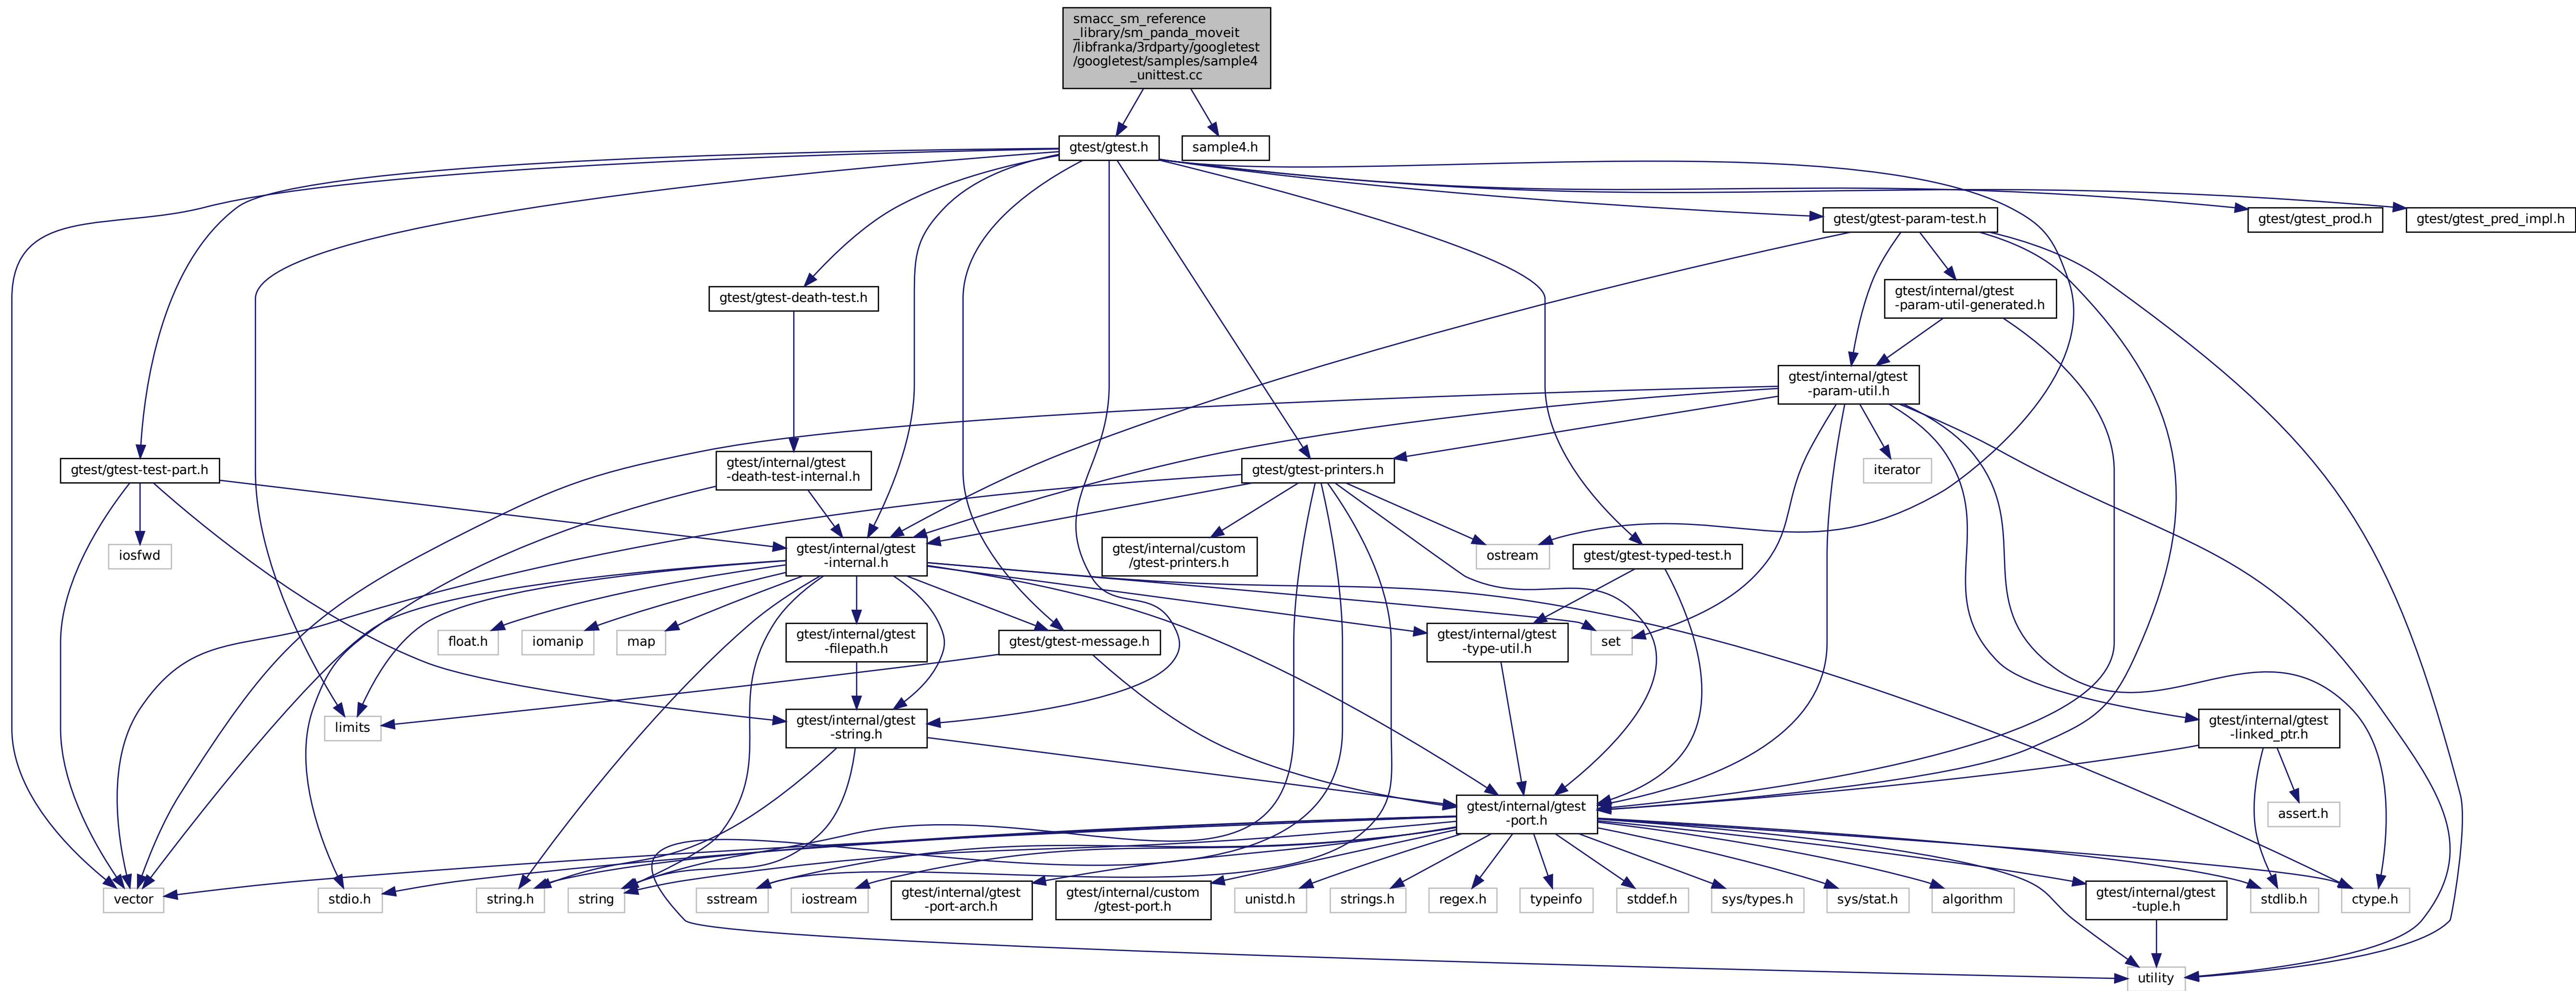 smacc_sm_reference
_library/sm_panda_moveit
/libfranka/3rdparty/googletest
/googletest/samples/sample4
_unittest.cc
gtest/gtest.h
sample4.h
gtest/gtest-param-test.h
gtest/gtest_prod.h
gtest/gtest_pred_impl.h
gtest/gtest-death-test.h
gtest/internal/gtest
-param-util-generated.h
gtest/internal/gtest
-param-util.h
gtest/gtest-test-part.h
gtest/internal/gtest
-death-test-internal.h
gtest/gtest-printers.h
iterator
iosfwd
gtest/internal/gtest
-internal.h
gtest/internal/custom
/gtest-printers.h
ostream
gtest/gtest-typed-test.h
float.h
iomanip
map
gtest/internal/gtest
-filepath.h
gtest/gtest-message.h
gtest/internal/gtest
-type-util.h
set
limits
gtest/internal/gtest
-string.h
gtest/internal/gtest
-linked_ptr.h
gtest/internal/gtest
-port.h
assert.h
vector
stdio.h
string.h
string
sstream
iostream
gtest/internal/gtest
-port-arch.h
gtest/internal/custom
/gtest-port.h
unistd.h
strings.h
regex.h
typeinfo
stddef.h
sys/types.h
sys/stat.h
algorithm
gtest/internal/gtest
-tuple.h
stdlib.h
ctype.h
utility